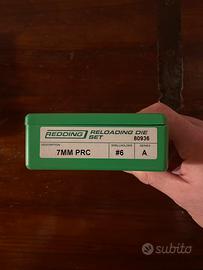 REDDING RELOADING DIE
SET 80936
DESCRIPTION SHELLHOLDER SERIES
7MM PRC #6 A
subito